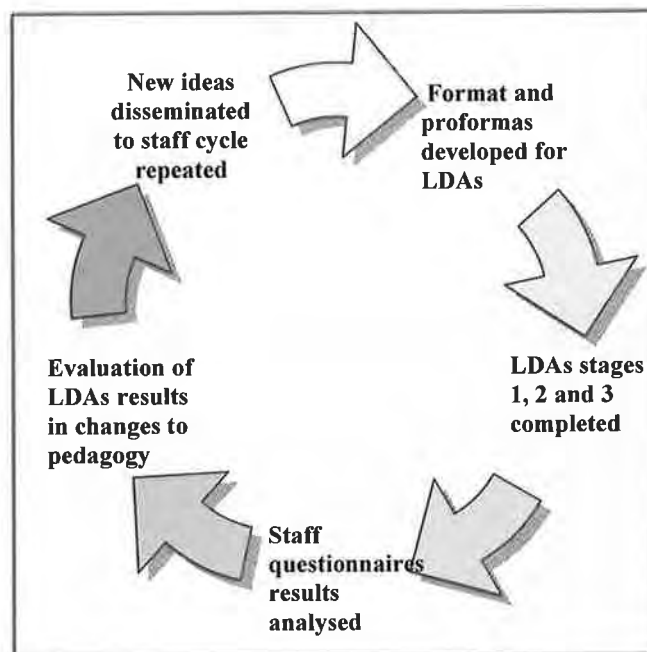 New ideas
disseminated
to staff cycle
repeated
Format and
proformas
developed for
LDAs
LDAs stages
1, 2 and 3
completed
Staff
questionnaires
results
analysed
Evaluation of
LDAs results
in changes to
pedagogy